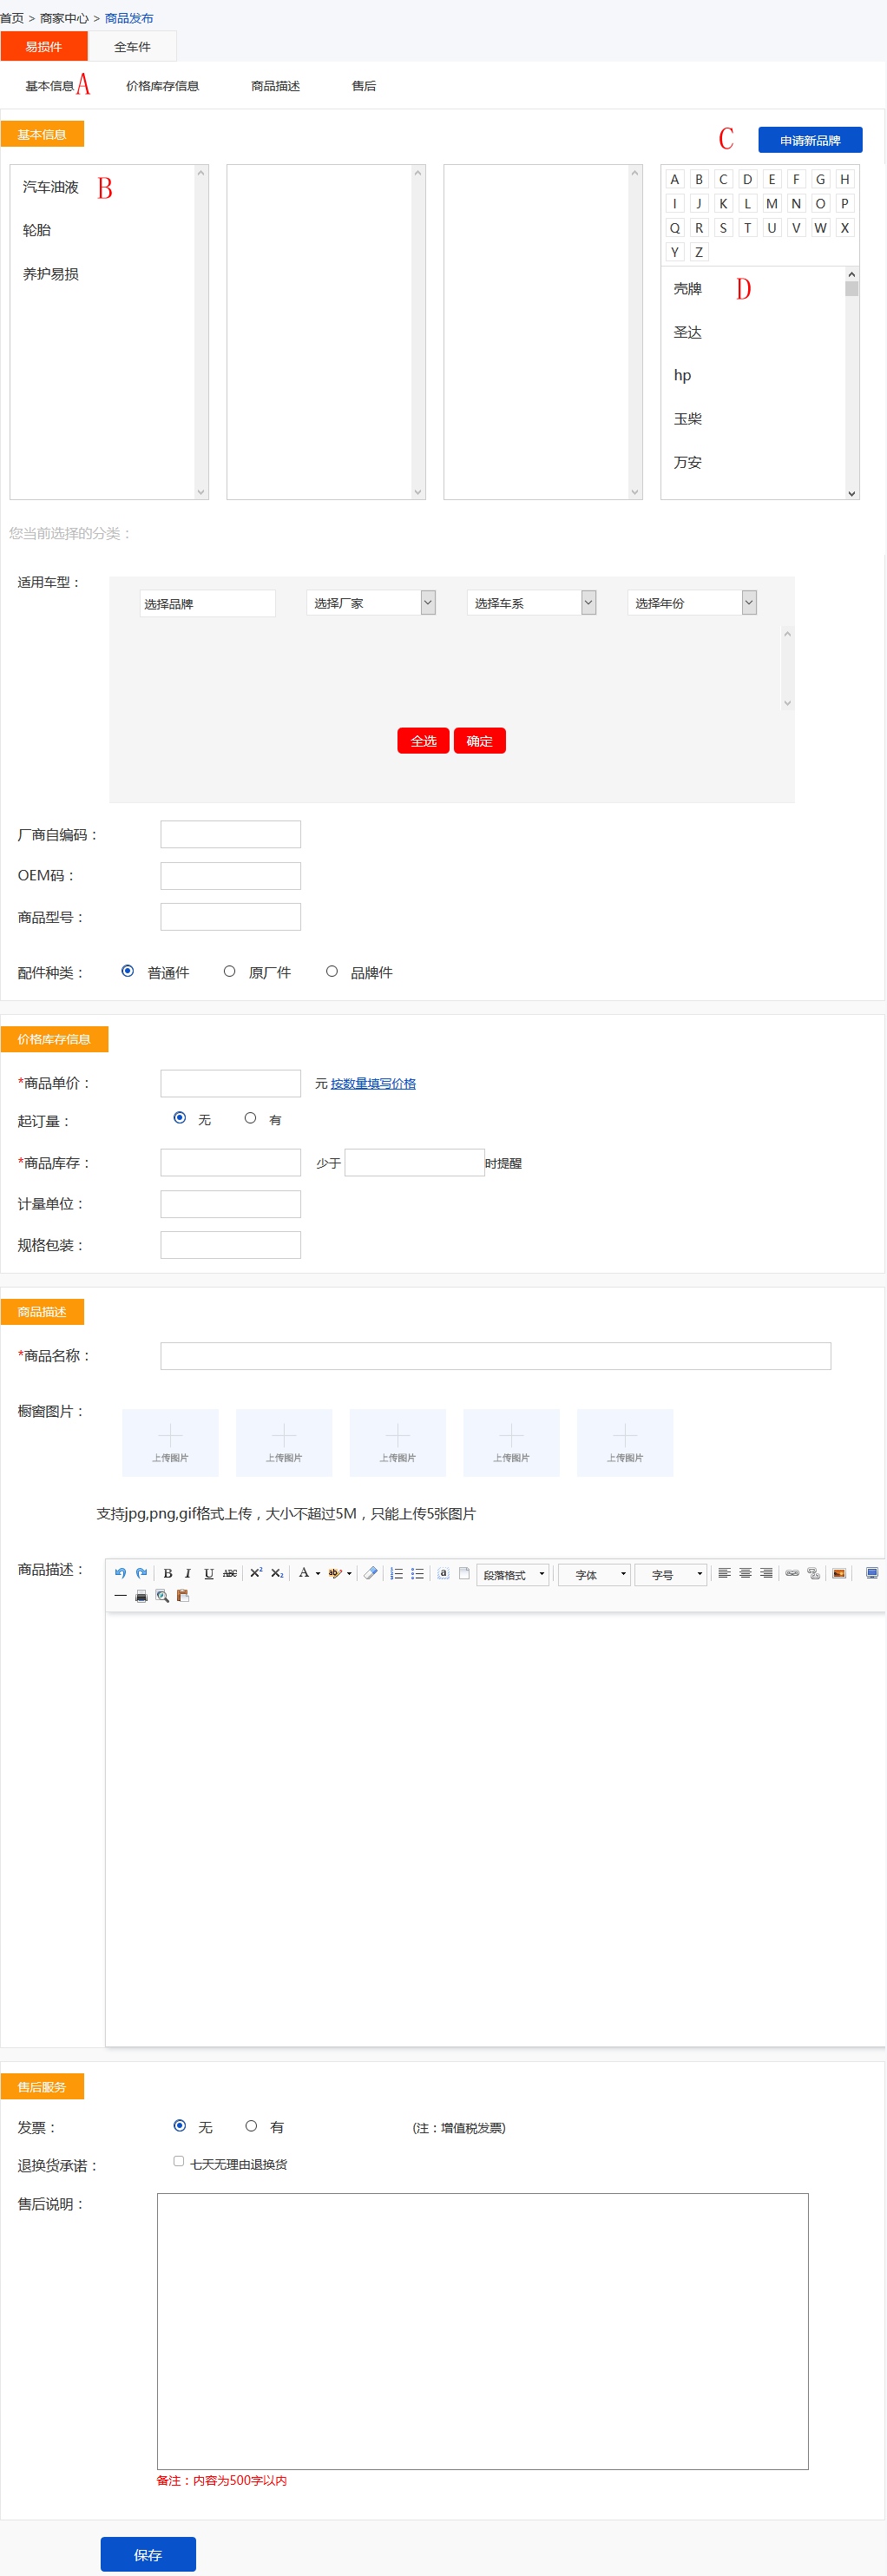 首页 > 商家中心 > 商品发布
易损件 全车件
基本信息A 价格库存信息 商品描述 售后
基本信息 C 申请新品牌
汽车油液 B
轮胎
养护易损
A B C D E F G H
I J K L M N O P
Q R S T U V W X
Y Z
壳牌 D
圣达
hp
玉柴
万安
您当前选择的分类：
适用车型：
选择品牌 选择厂家 选择车系 选择年份
全选 确定
厂商自编码：
OEM码：
商品型号：
配件种类： 普通件 原厂件 品牌件
价格库存信息
*商品单价： 元 按数量填写价格
起订量： 无 有
*商品库存： 少于 时提醒
计量单位：
规格包装：
商品描述
*商品名称：
橱窗图片：
上传图片 上传图片 上传图片 上传图片 上传图片
支持jpg,png,gif格式上传，大小不超过5M，只能上传5张图片
商品描述： B I U ABC X² X₂ A ab a 段落格式 字体 字号
售后服务
发票： 无 有 (注：增值税发票)
退换货承诺： 七天无理由退换货
售后说明：
备注：内容为500字以内
保存